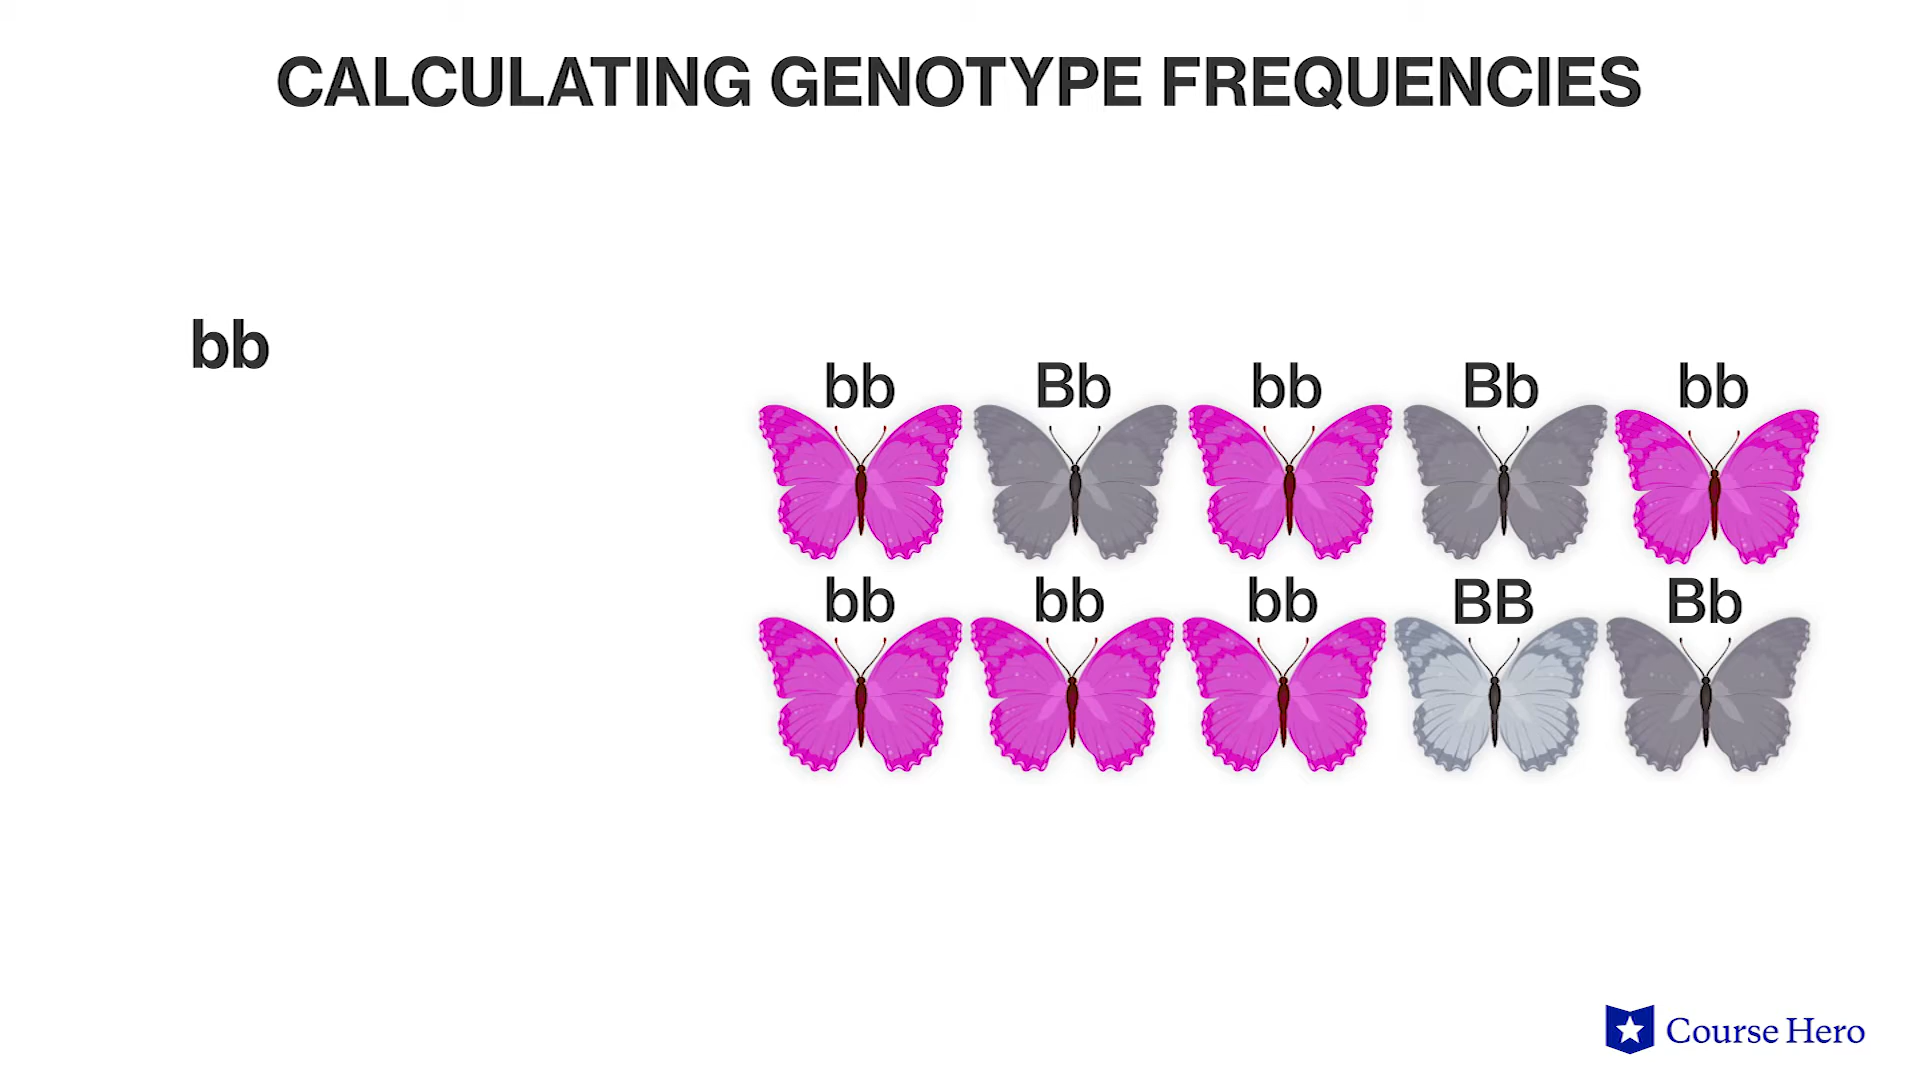 CALCULATING GENOTYPE FREQUENCIES
bb
bb Bb bb Bb bb
bb bb bb BB Bb
Course Hero